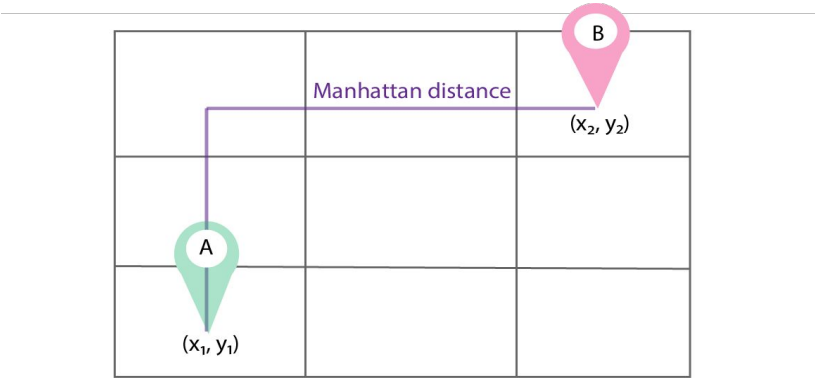 B
Manhattan distance
(x₂, y₂)
A
(x₁, y₁)